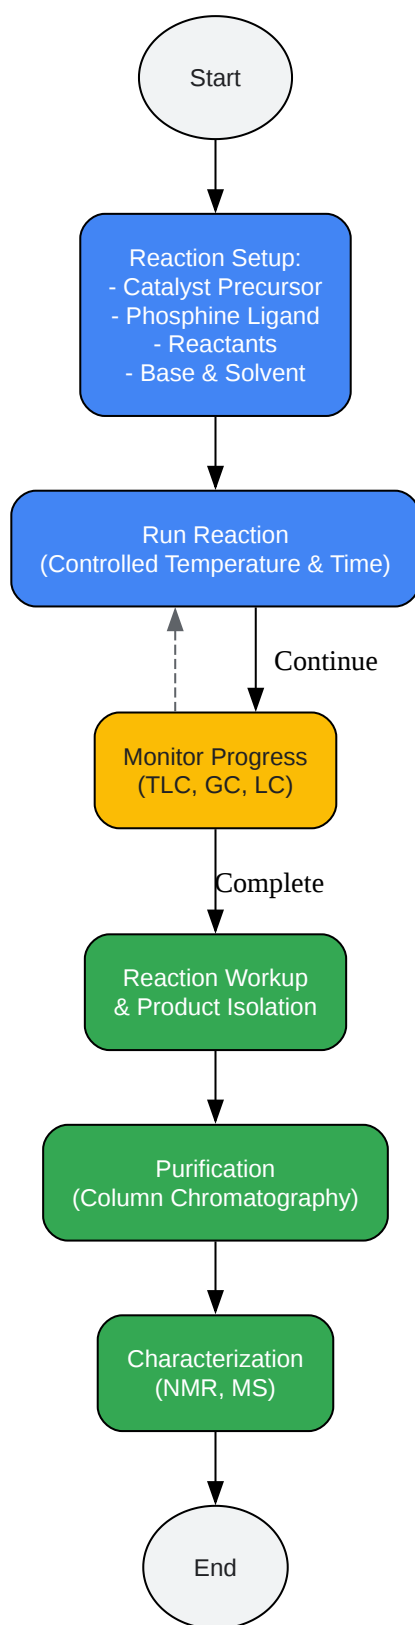 Start
Reaction Setup:
- Catalyst Precursor
- Phosphine Ligand
- Reactants
- Base & Solvent
Run Reaction
(Controlled Temperature & Time)
Continue
Monitor Progress
(TLC, GC, LC)
Complete
Reaction Workup
& Product Isolation
Purification
(Column Chromatography)
Characterization
(NMR, MS)
End